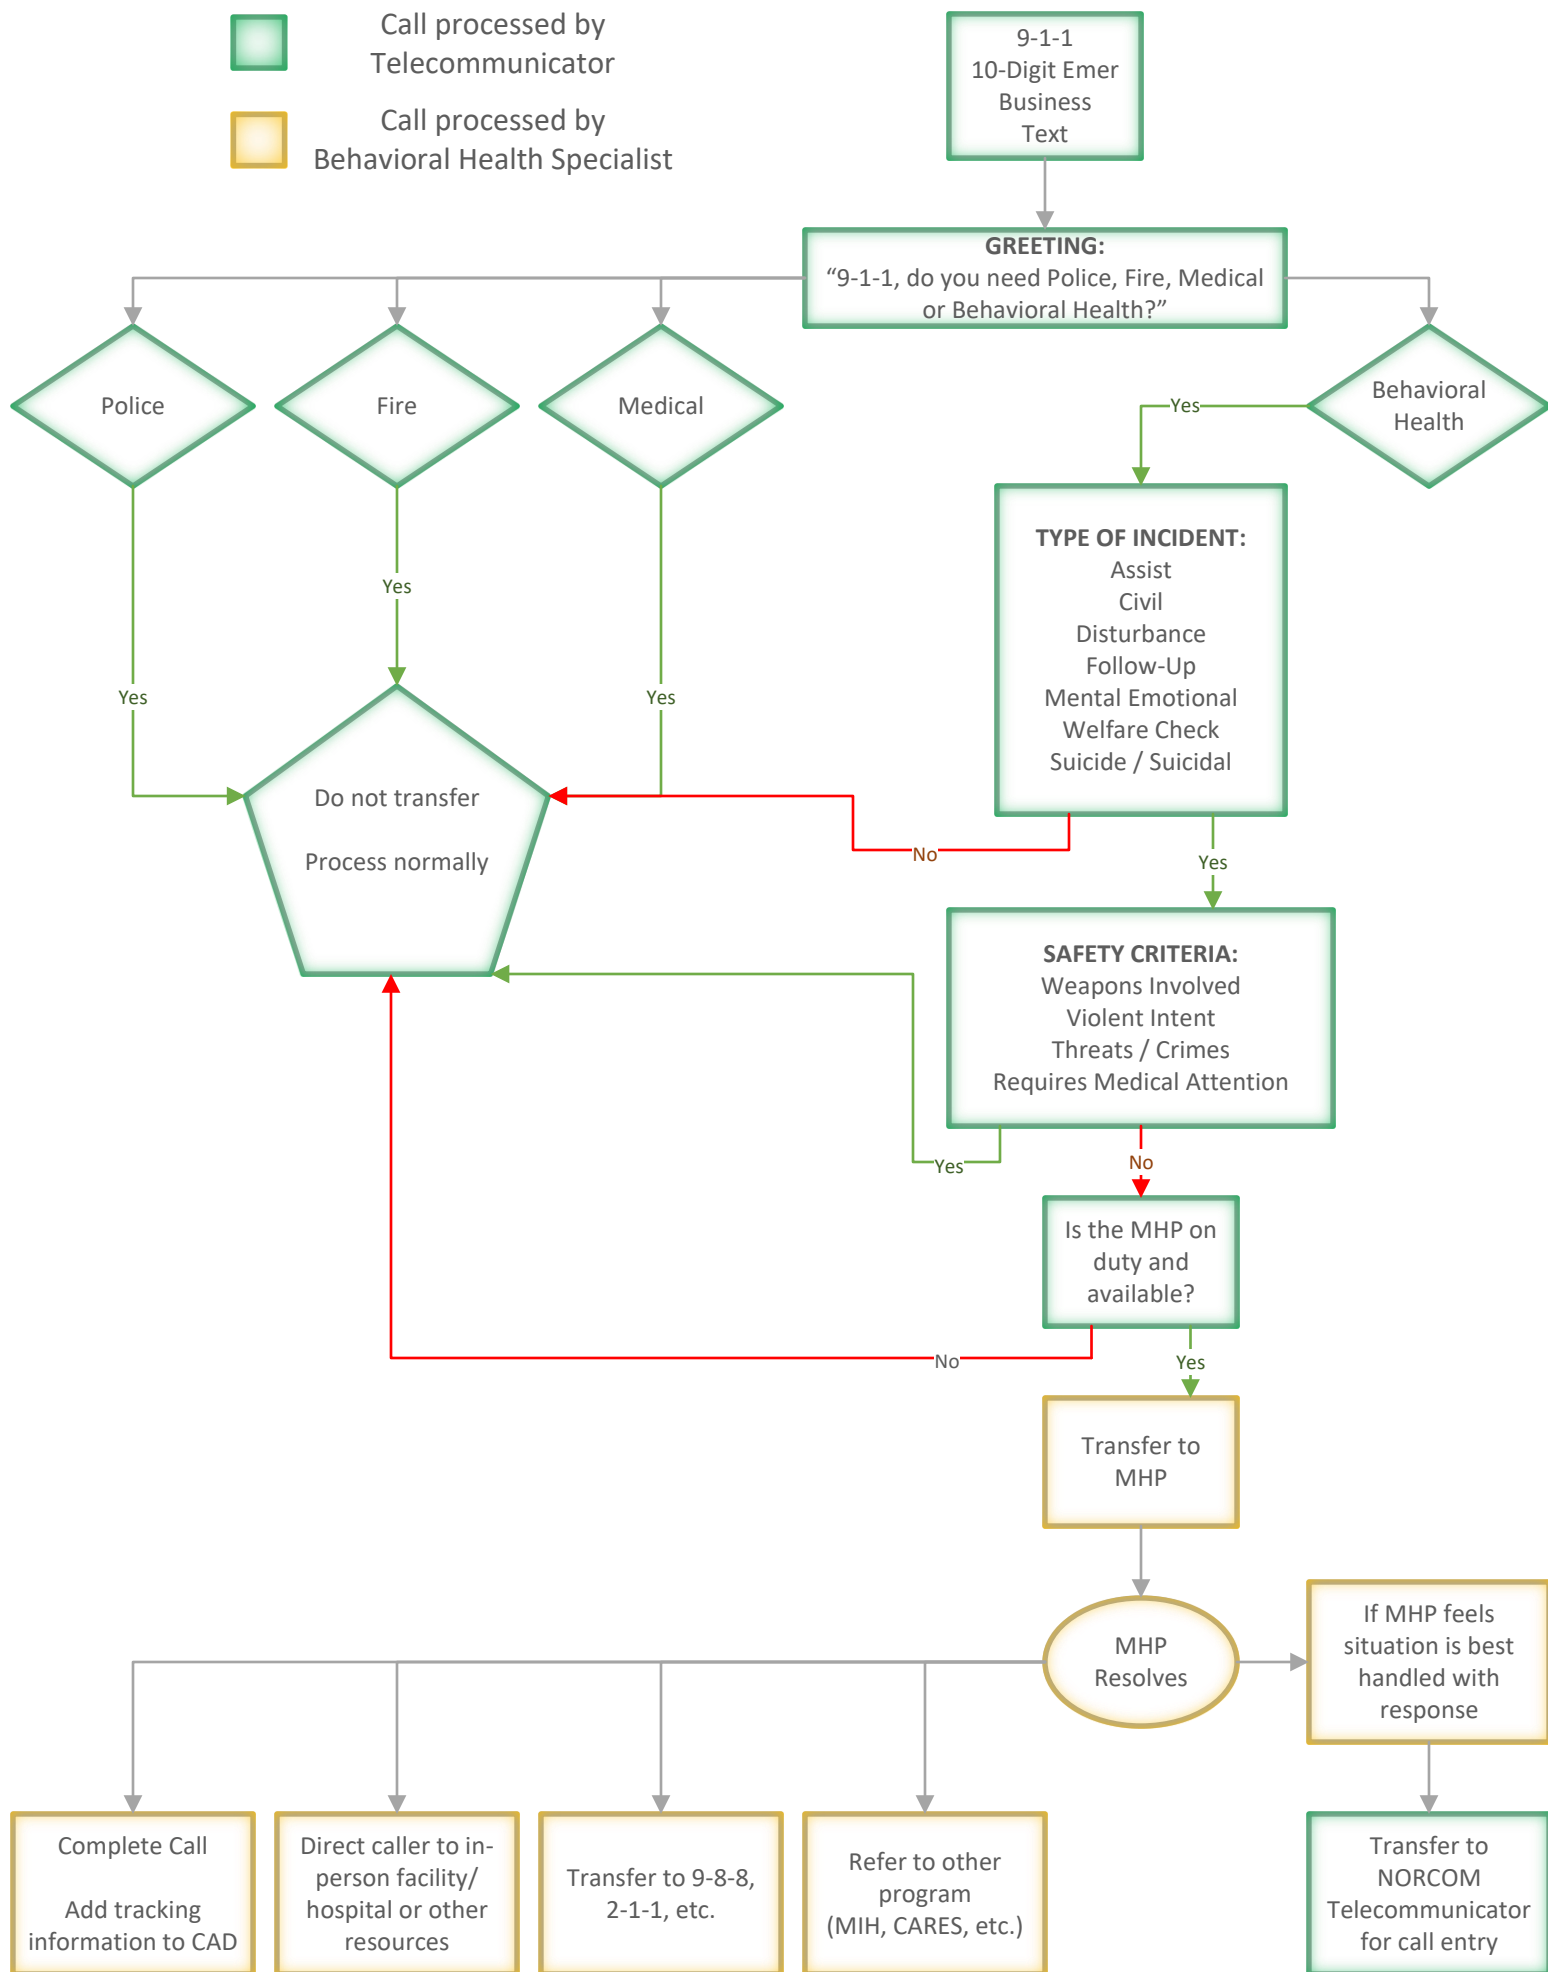 Call processed by
Telecommunicator
Call processed by
Behavioral Health Specialist
9-1-1
10-Digit Emer
Business
Text
GREETING:
“9-1-1, do you need Police, Fire, Medical
or Behavioral Health?”
Police
Fire
Medical
Behavioral
Health
Yes
TYPE OF INCIDENT:
Assist
Civil
Disturbance
Follow-Up
Mental Emotional
Welfare Check
Suicide / Suicidal
Yes
Yes
Yes
Do not transfer
Process normally
No
Yes
SAFETY CRITERIA:
Weapons Involved
Violent Intent
Threats / Crimes
Requires Medical Attention
Yes
No
Is the MHP on
duty and
available?
No
Yes
Transfer to
MHP
MHP
Resolves
If MHP feels
situation is best
handled with
response
Complete Call
Add tracking
information to CAD
Direct caller to in-
person facility/
hospital or other
resources
Transfer to 9-8-8,
2-1-1, etc.
Refer to other
program
(MIH, CARES, etc.)
Transfer to
NORCOM
Telecommunicator
for call entry